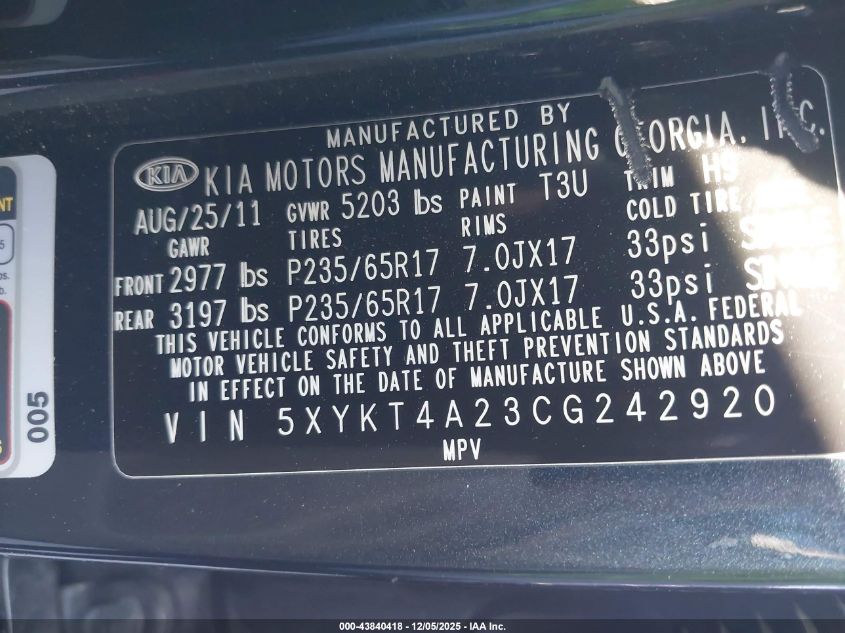 MANUFACTURED BY
KIA KIA MOTORS MANUFACTURING GEORGIA, INC.
AUG/25/11 GVWR 5203 lbs PAINT T3U TRIM H9
GAWR TIRES RIMS COLD TIRE
FRONT 2977 lbs P235/65R17 7.0JX17 33psi
REAR 3197 lbs P235/65R17 7.0JX17 33psi
THIS VEHICLE CONFORMS TO ALL APPLICABLE U.S.A. FEDERAL
MOTOR VEHICLE SAFETY AND THEFT PREVENTION STANDARDS
IN EFFECT ON THE DATE OF MANUFACTURE SHOWN ABOVE
VIN 5XYKT4A23CG242920
MPV
005
000-43840418 - 12/05/2025 - IAA Inc.